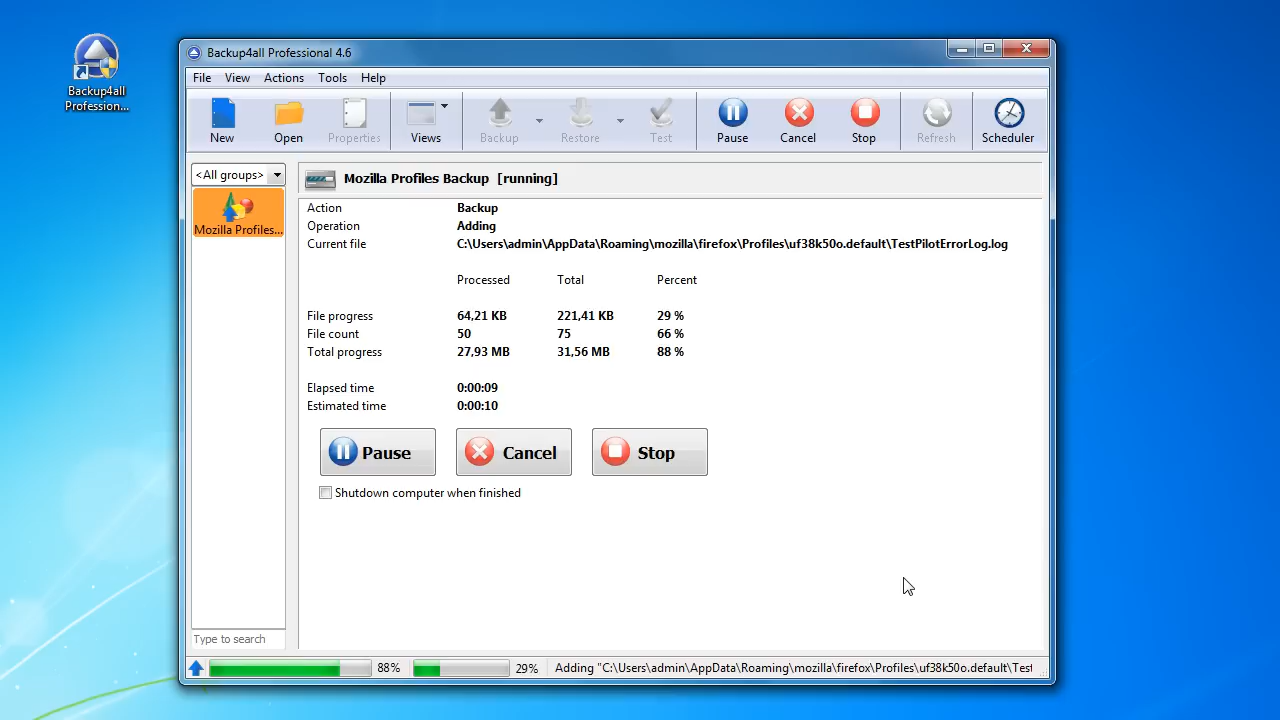 Backup4all
Profession...
Backup4all Professional 4.6
File View Actions Tools Help
New Open Properties Views Backup Restore Test Pause Cancel Stop Refresh Scheduler
<All groups>
Mozilla Profiles...
Mozilla Profiles Backup [running]
Action Backup
Operation Adding
Current file C:\Users\admin\AppData\Roaming\mozilla\firefox\Profiles\uf38k50o.default\TestPilotErrorLog.log
Processed Total Percent
File progress 64,21 KB 221,41 KB 29 %
File count 50 75 66 %
Total progress 27,93 MB 31,56 MB 88 %
Elapsed time 0:00:09
Estimated time 0:00:10
Pause Cancel Stop
Shutdown computer when finished
Type to search
88% 29% Adding "C:\Users\admin\AppData\Roaming\mozilla\firefox\Profiles\uf38k50o.default\Test